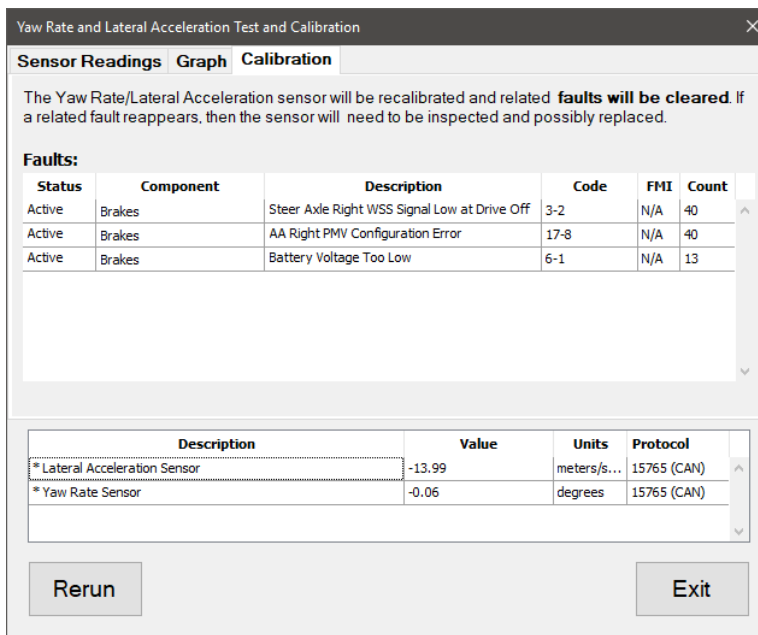 Yaw Rate and Lateral Acceleration Test and Calibration
Sensor Readings Graph Calibration
The Yaw Rate/Lateral Acceleration sensor will be recalibrated and related faults will be cleared. If
a related fault reappears, then the sensor will need to be inspected and possibly replaced.
Faults:
Status Component Description Code FMI Count
Active Brakes Steer Axle Right WSS Signal Low at Drive Off 3-2 N/A 40
Active Brakes AA Right PMV Configuration Error 17-8 N/A 40
Active Brakes Battery Voltage Too Low 6-1 N/A 13
Description Value Units Protocol
* Lateral Acceleration Sensor -13.99 meters/s... 15765 (CAN)
* Yaw Rate Sensor -0.06 degrees 15765 (CAN)
Rerun Exit